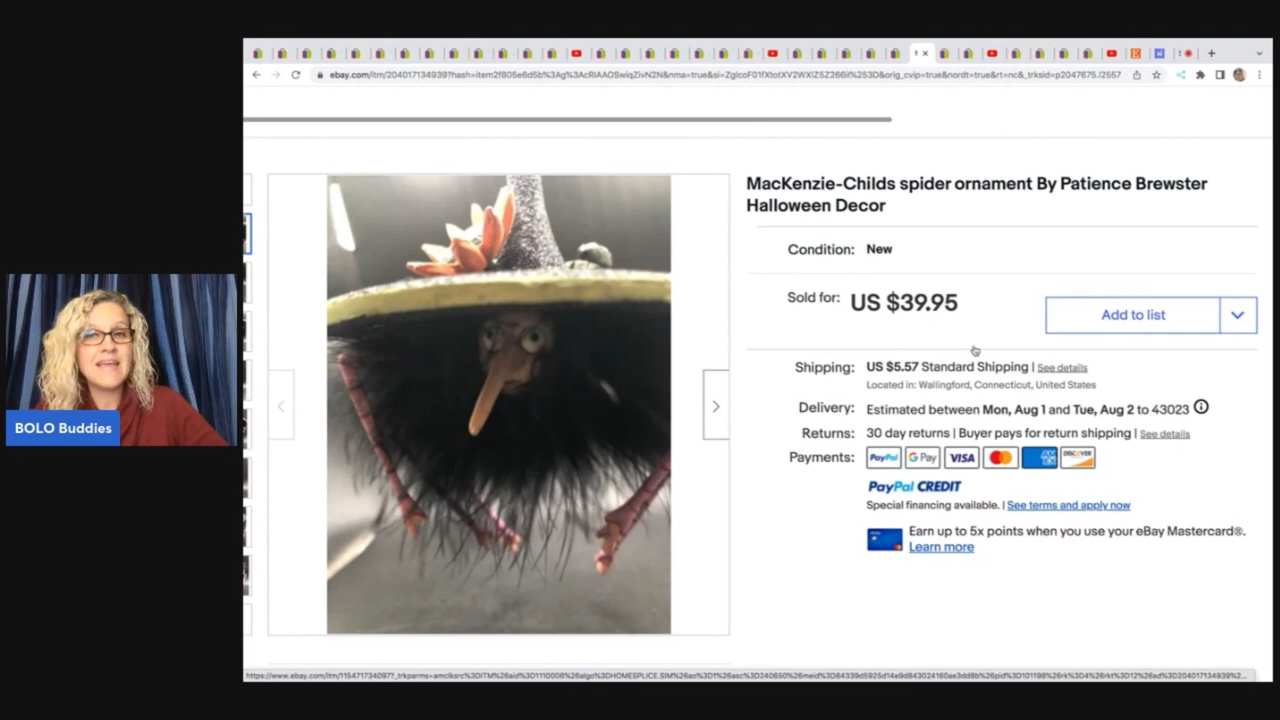 ebay.com/itm/204017134939?hash=item2f805e6d5b%3Ag%3AcRIAAOSwiqZivN2N&nma=true&si=ZglcoF01fXtotXV2WXIZ5Z266iI%253D&orig_cvip=true&nordt=true&rt=nc&_trksid=p2047675.l2557
MacKenzie-Childs spider ornament By Patience Brewster
Halloween Decor
Condition: New
Sold for: US $39.95
Add to list
Shipping: US $5.57 Standard Shipping | See details
Located in: Wallingford, Connecticut, United States
Delivery: Estimated between Mon, Aug 1 and Tue, Aug 2 to 43023
Returns: 30 day returns | Buyer pays for return shipping | See details
Payments: PayPal G Pay VISA DISCOVER
PayPal CREDIT
Special financing available. | See terms and apply now
Earn up to 5x points when you use your eBay Mastercard®.
Learn more
BOLO Buddies